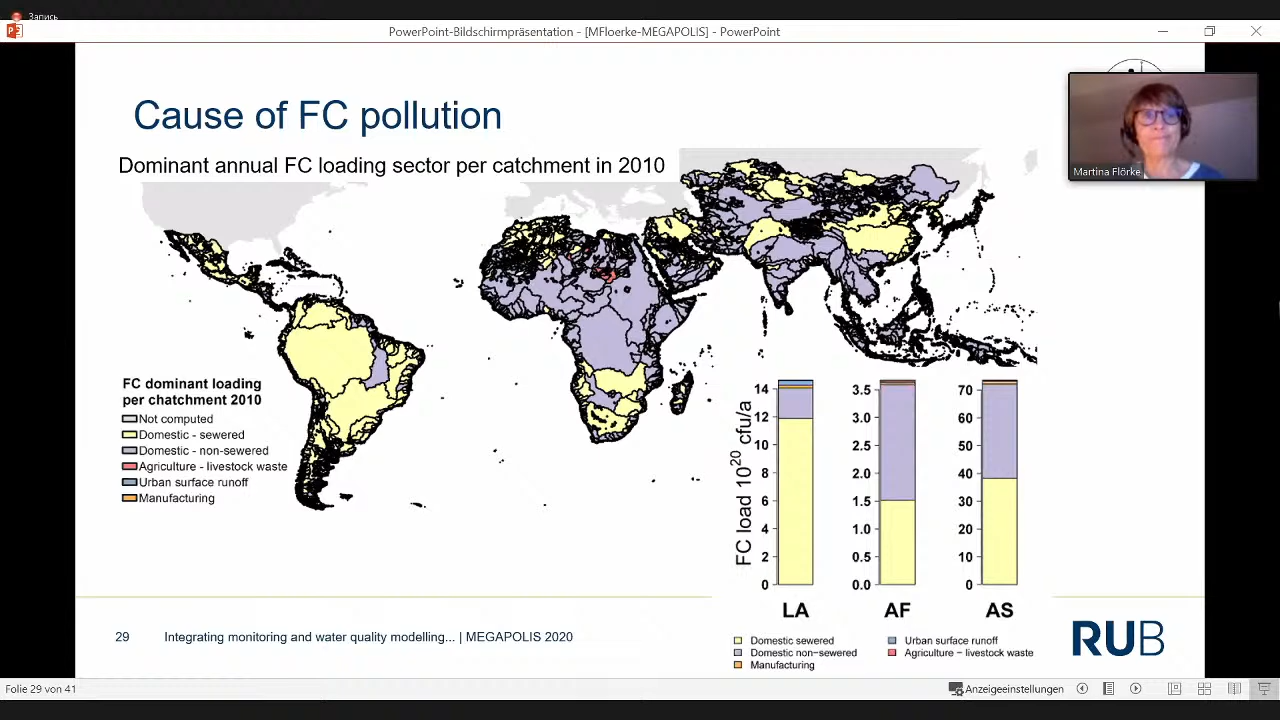 Запись
PowerPoint-Bildschirmpräsentation - [MFloerke-MEGAPOLIS] - PowerPoint
Cause of FC pollution
Dominant annual FC loading sector per catchment in 2010
Martina Flörke
FC dominant loading
per chatchment 2010
Not computed
Domestic - sewered
Domestic - non-sewered
Agriculture - livestock waste
Urban surface runoff
Manufacturing
FC load 10²⁰ cfu/a
14
12
10
8
6
4
2
0
LA
3.5
3.0
2.5
2.0
1.5
1.0
0.5
0.0
AF
70
60
50
40
30
20
10
0
AS
Domestic sewered
Domestic non−sewered
Manufacturing
Urban surface runoff
Agriculture − livestock waste
29
Integrating monitoring and water quality modelling... | MEGAPOLIS 2020
RUB
Folie 29 von 41
Anzeigeeinstellungen